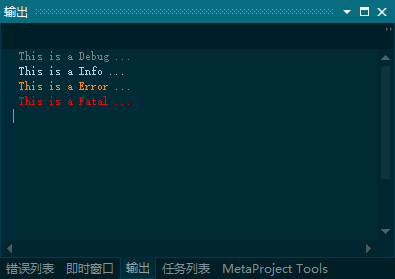 输出
This is a Debug ...
This is a Info ...
This is a Error ...
This is a Fatal ...
错误列表 即时窗口 输出 任务列表 MetaProject Tools